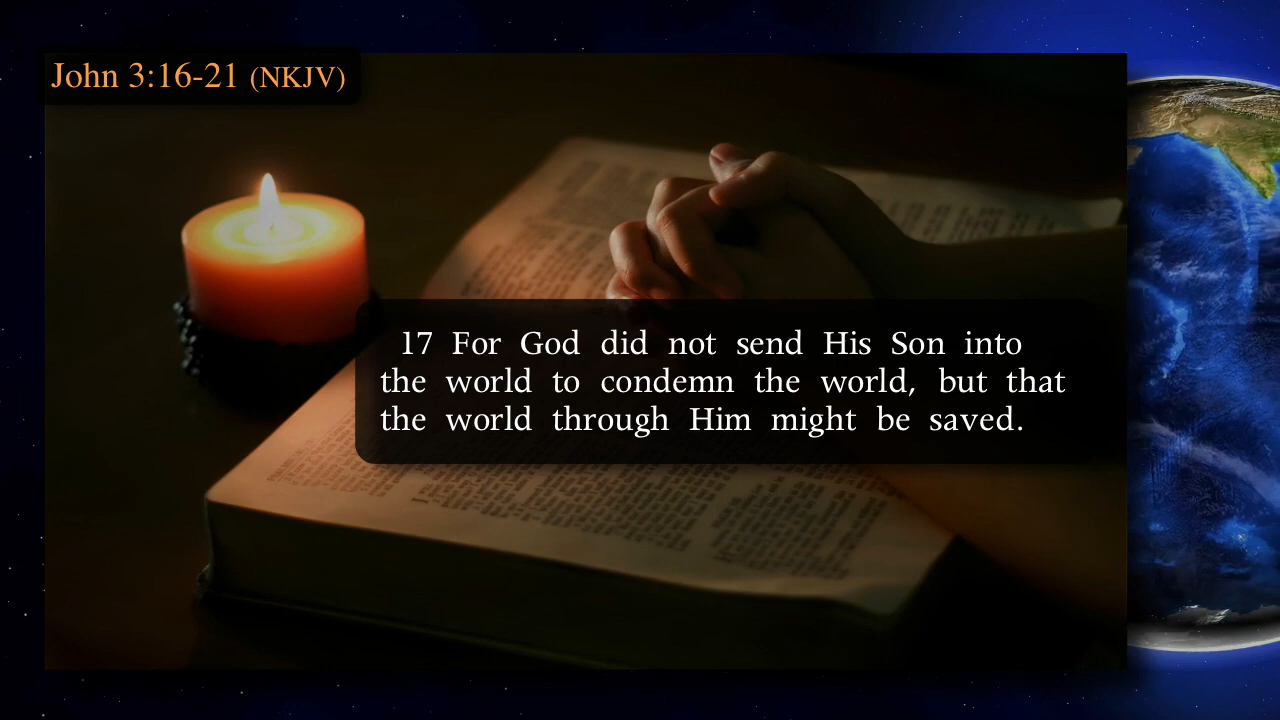 John 3:16-21 (NKJV)
17 For God did not send His Son into
the world to condemn the world, but that
the world through Him might be saved.